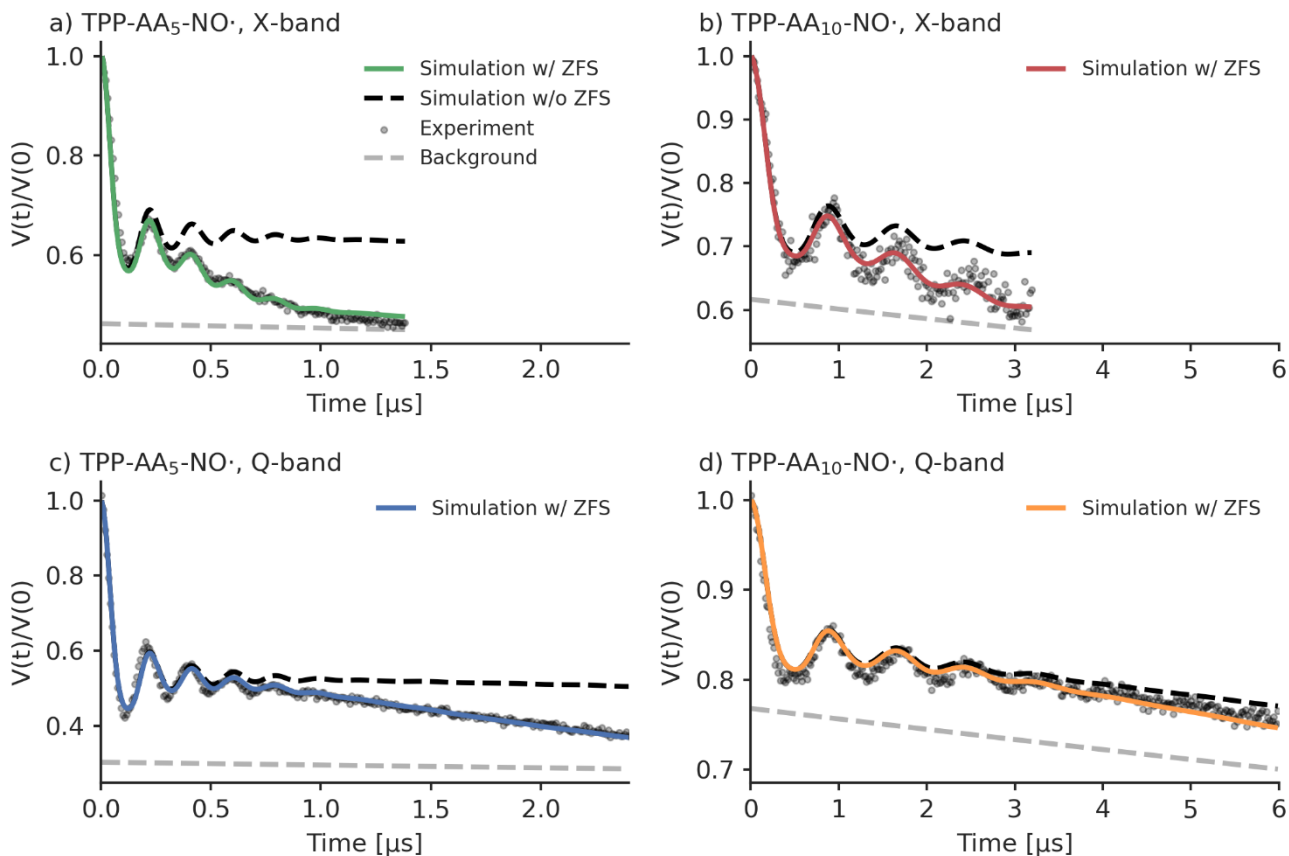 a) TPP-AA₅-NO·, X-band
V(t)/V(0)
1.0
0.8
0.6
Simulation w/ ZFS
Simulation w/o ZFS
Experiment
Background
0.0 0.5 1.0 1.5 2.0
Time [µs]
b) TPP-AA₁₀-NO·, X-band
V(t)/V(0)
1.0
0.9
0.8
0.7
0.6
Simulation w/ ZFS
0 1 2 3 4 5 6
Time [µs]
c) TPP-AA₅-NO·, Q-band
V(t)/V(0)
1.0
0.8
0.6
0.4
Simulation w/ ZFS
0.0 0.5 1.0 1.5 2.0
Time [µs]
d) TPP-AA₁₀-NO·, Q-band
V(t)/V(0)
1.0
0.9
0.8
0.7
Simulation w/ ZFS
0 1 2 3 4 5 6
Time [µs]